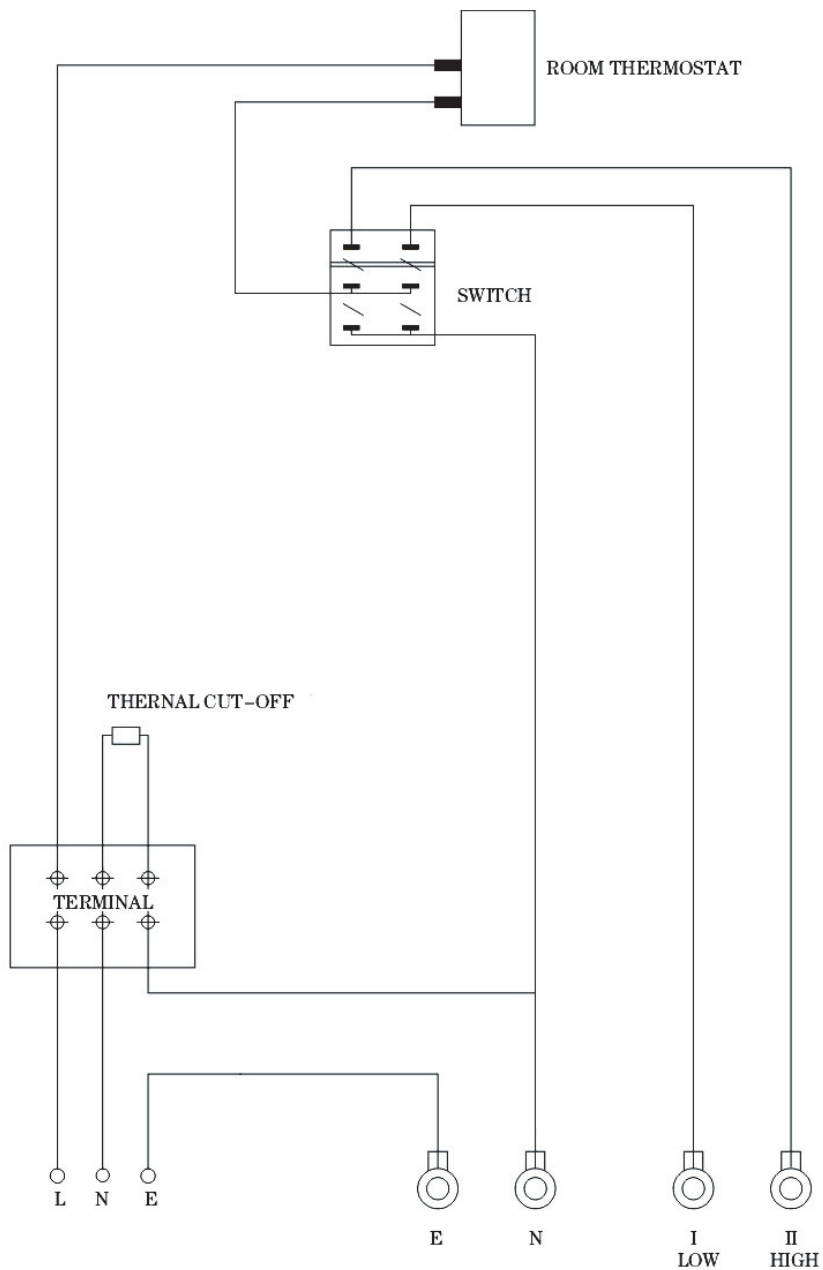 ROOM THERMOSTAT
SWITCH
THERNAL CUT-OFF
TERMINAL
L N E
E N I II
LOW HIGH